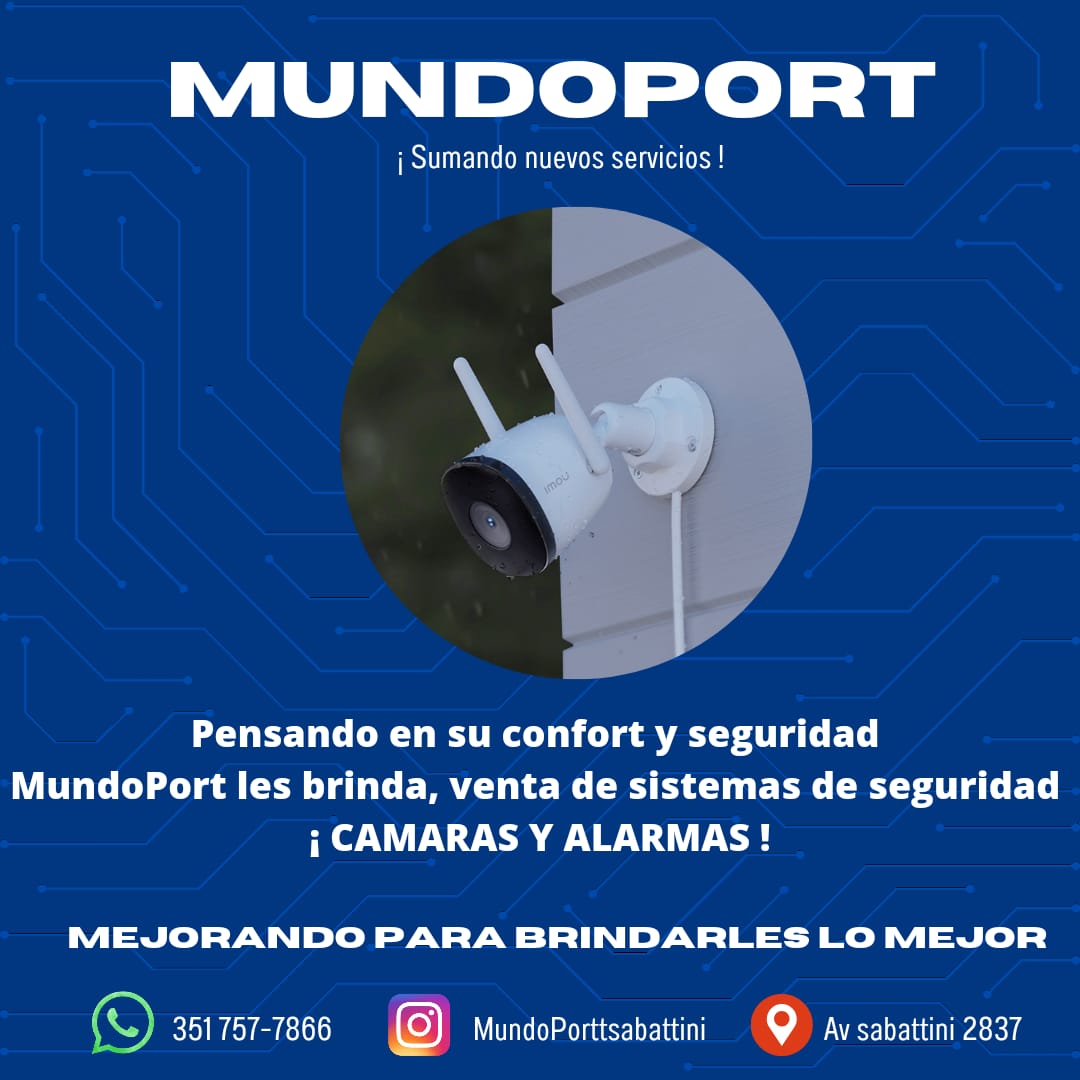 MUNDOPORT
¡ Sumando nuevos servicios !
imou
Pensando en su confort y seguridad
MundoPort les brinda, venta de sistemas de seguridad
¡ CAMARAS Y ALARMAS !
MEJORANDO PARA BRINDARLES LO MEJOR
351 757-7866
MundoPorttsabattini
Av sabattini 2837